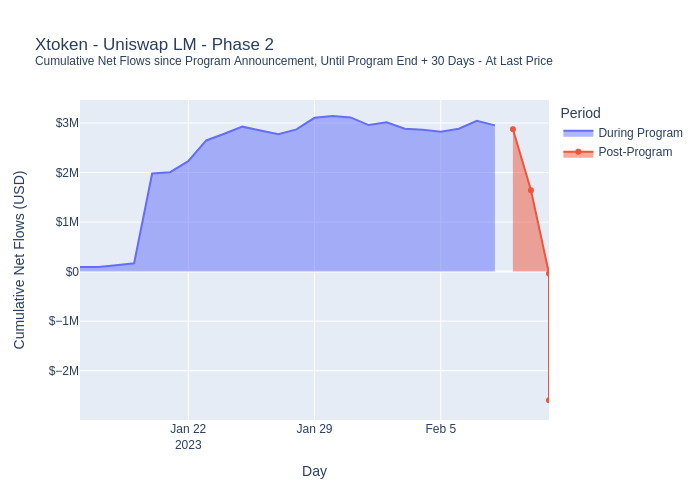 Xtoken - Uniswap LM - Phase 2
Cumulative Net Flows since Program Announcement, Until Program End + 30 Days - At Last Price
Period
During Program
Post-Program
Cumulative Net Flows (USD)
$3M
$2M
$1M
$0
$−1M
$−2M
Jan 22
2023
Jan 29
Feb 5
Day